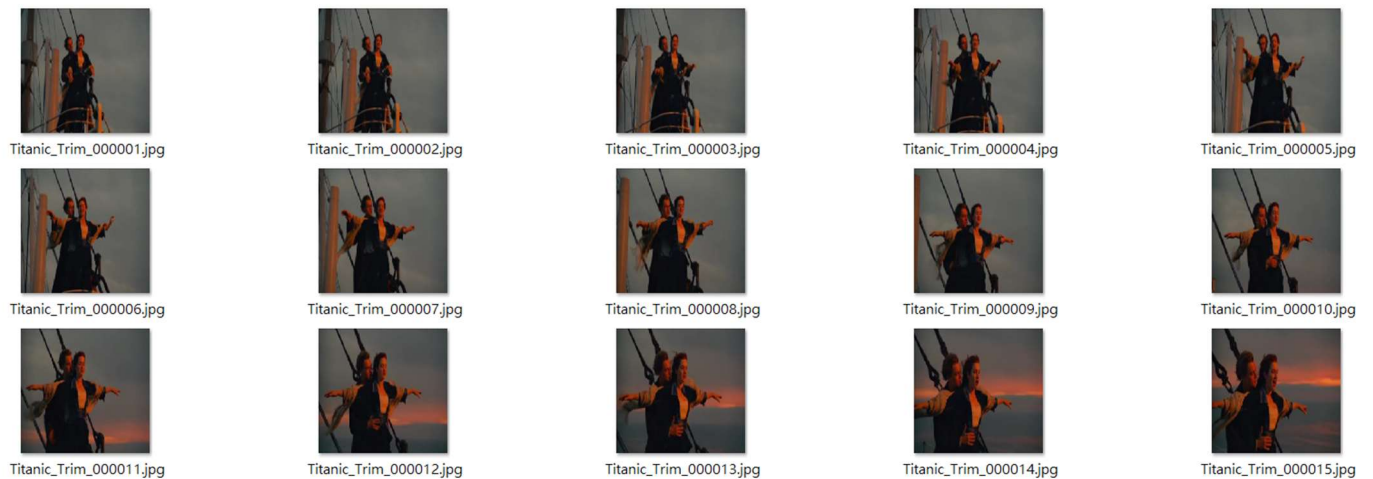 Titanic_Trim_000001.jpg Titanic_Trim_000002.jpg Titanic_Trim_000003.jpg Titanic_Trim_000004.jpg Titanic_Trim_000005.jpg
Titanic_Trim_000006.jpg Titanic_Trim_000007.jpg Titanic_Trim_000008.jpg Titanic_Trim_000009.jpg Titanic_Trim_000010.jpg
Titanic_Trim_000011.jpg Titanic_Trim_000012.jpg Titanic_Trim_000013.jpg Titanic_Trim_000014.jpg Titanic_Trim_000015.jpg